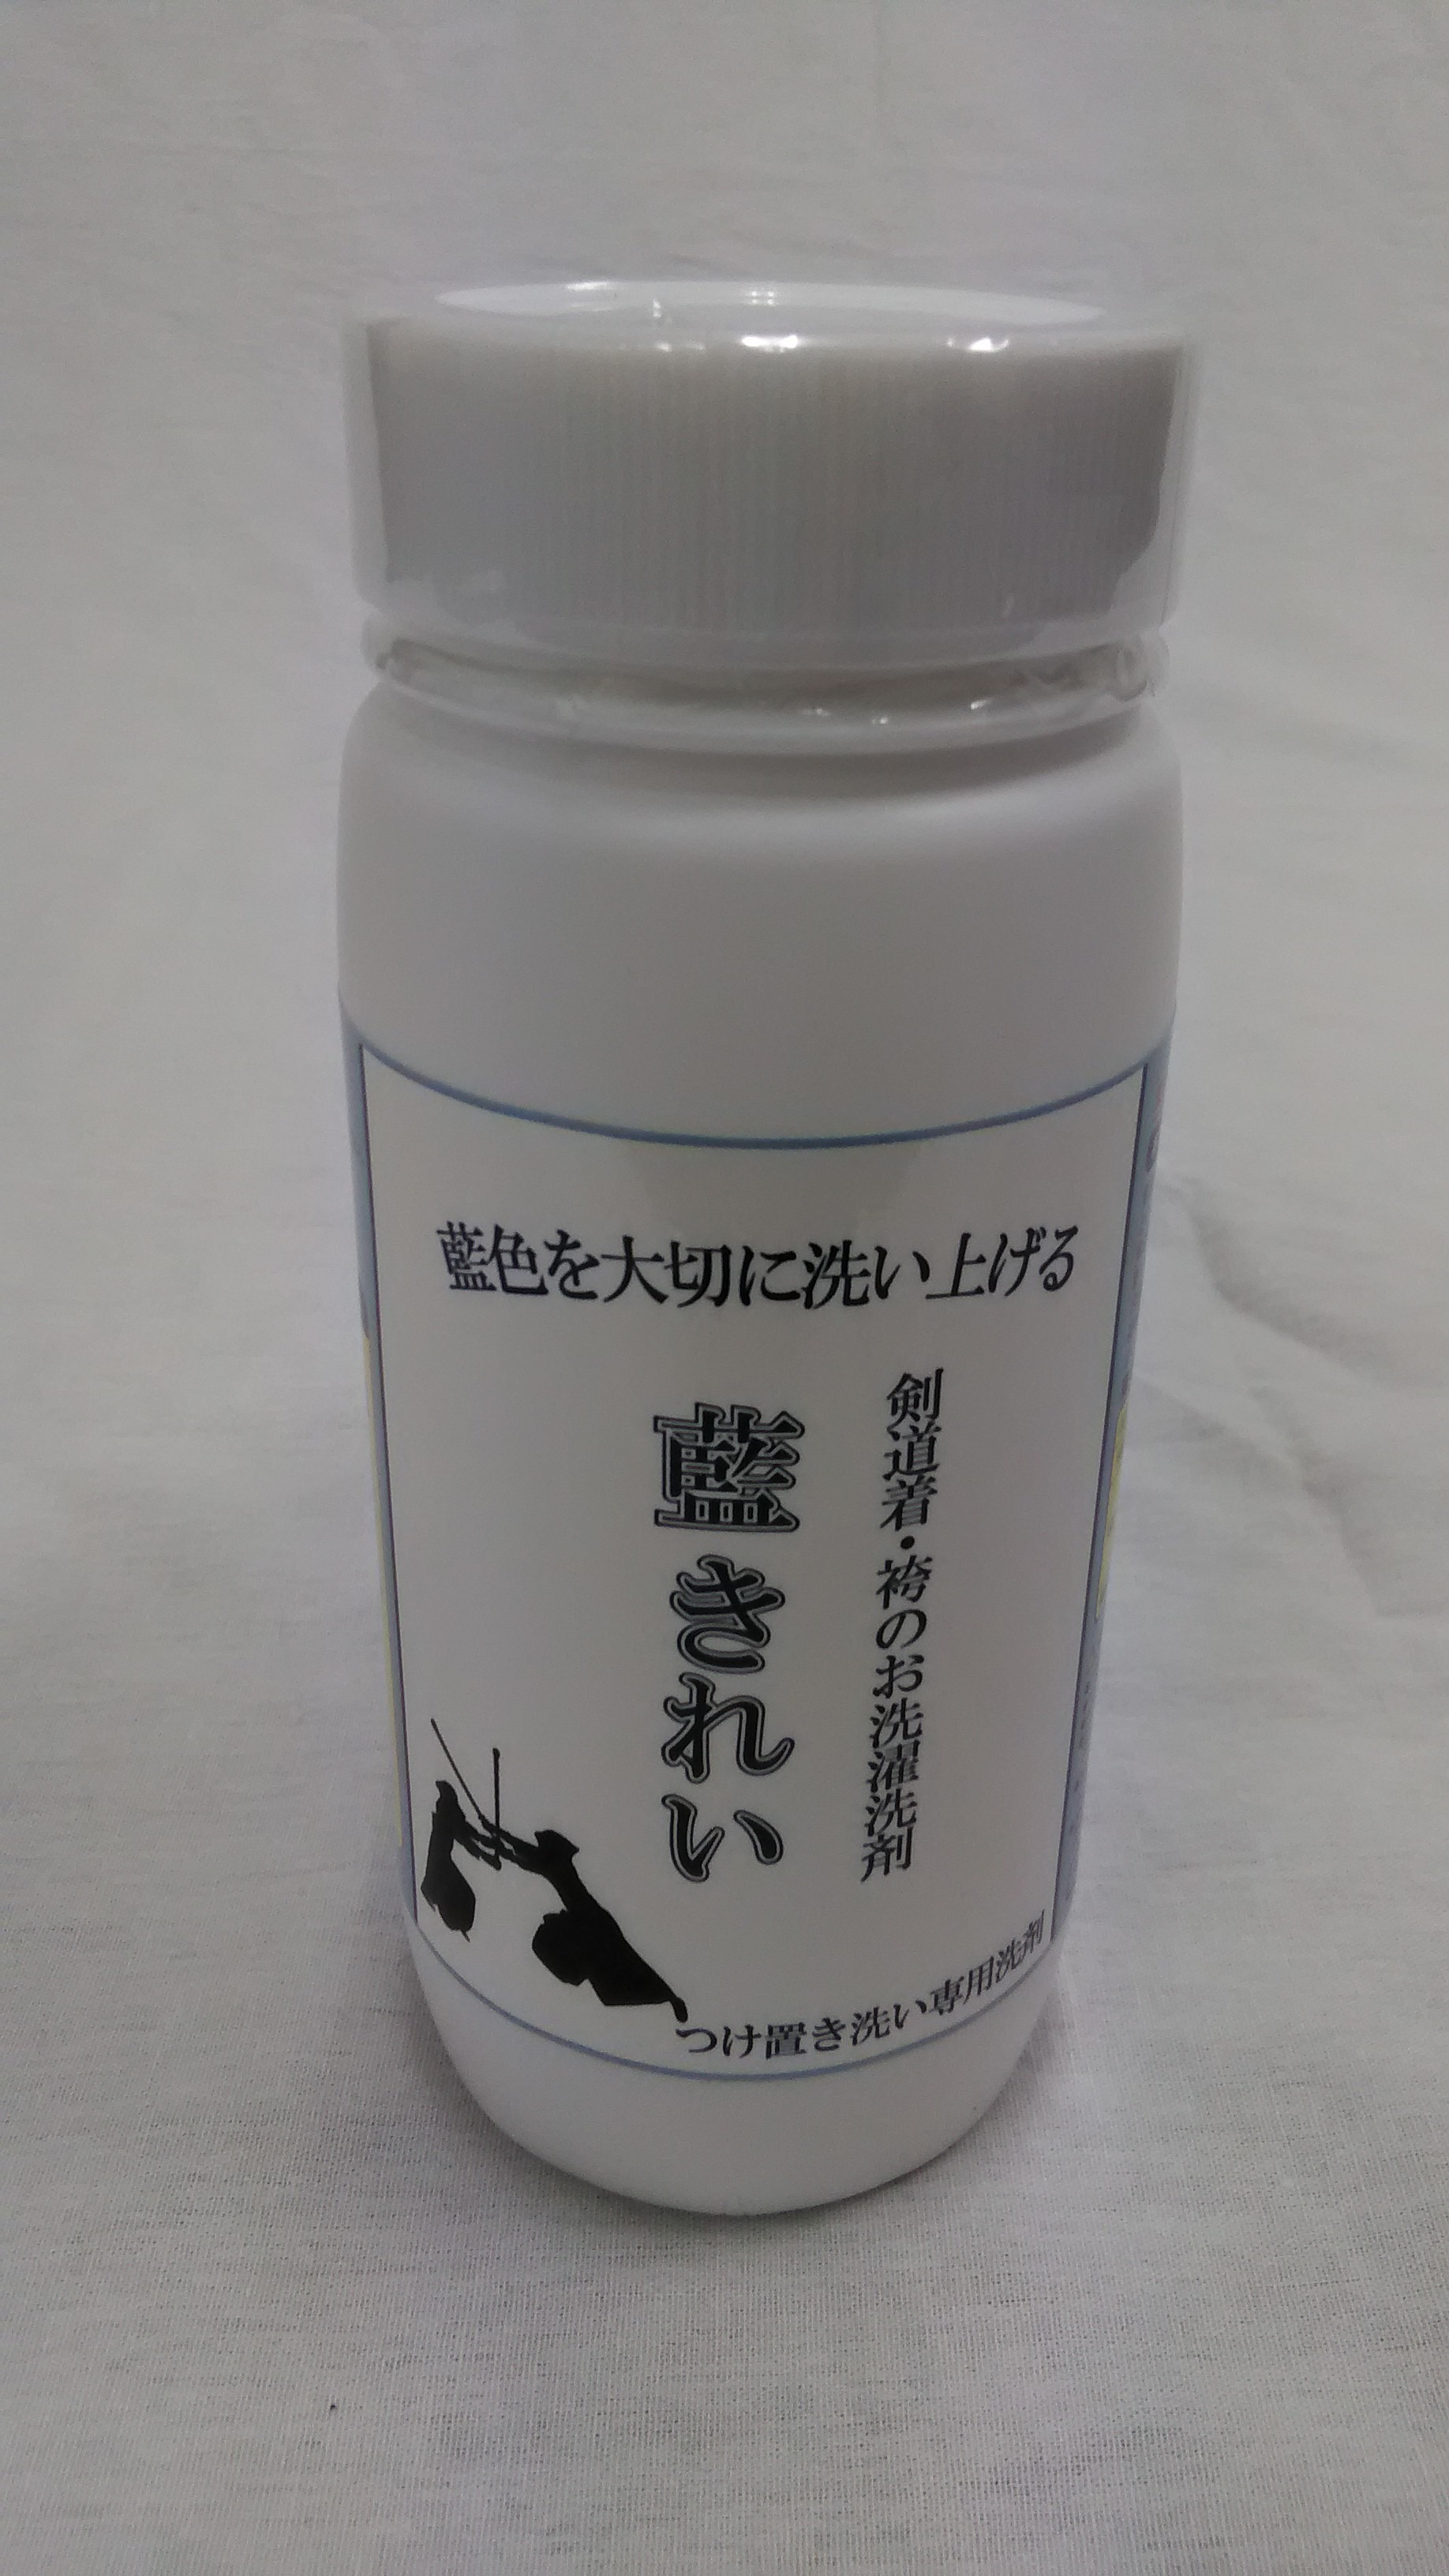 藍色を大切に洗い上げる
剣道着・袴のお洗濯洗剤
藍きれい
つけ置き洗い専用洗剤